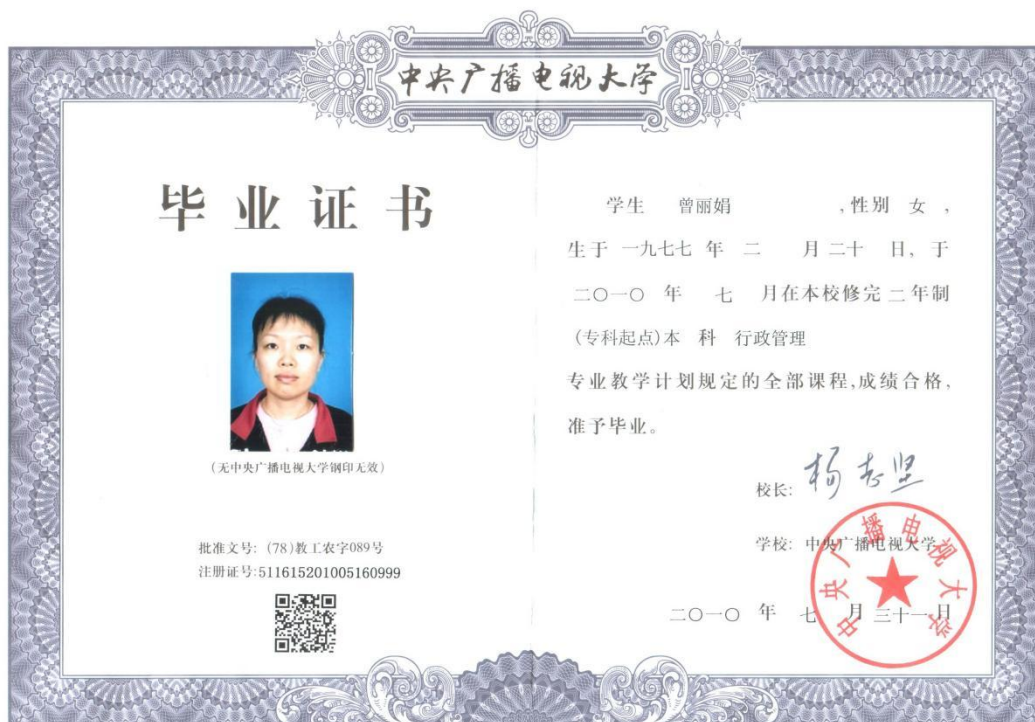 中央广播电视大学
毕业证书
(无中央广播电视大学钢印无效)
批准文号: (78)教工农字089号
注册证号:511615201005160999
学生 曾丽娟 ,性别 女 ,
生于 一九七七 年 二 月 二十 日, 于
二〇一〇 年 七 月在本校修完 二 年制
(专科起点)本 科 行政管理
专业教学计划规定的全部课程,成绩合格,
准予毕业。
校长: 杨志坚
学校: 中央广播电视大学
二〇一〇 年 七 月 三十一 日
中央广播电视大学